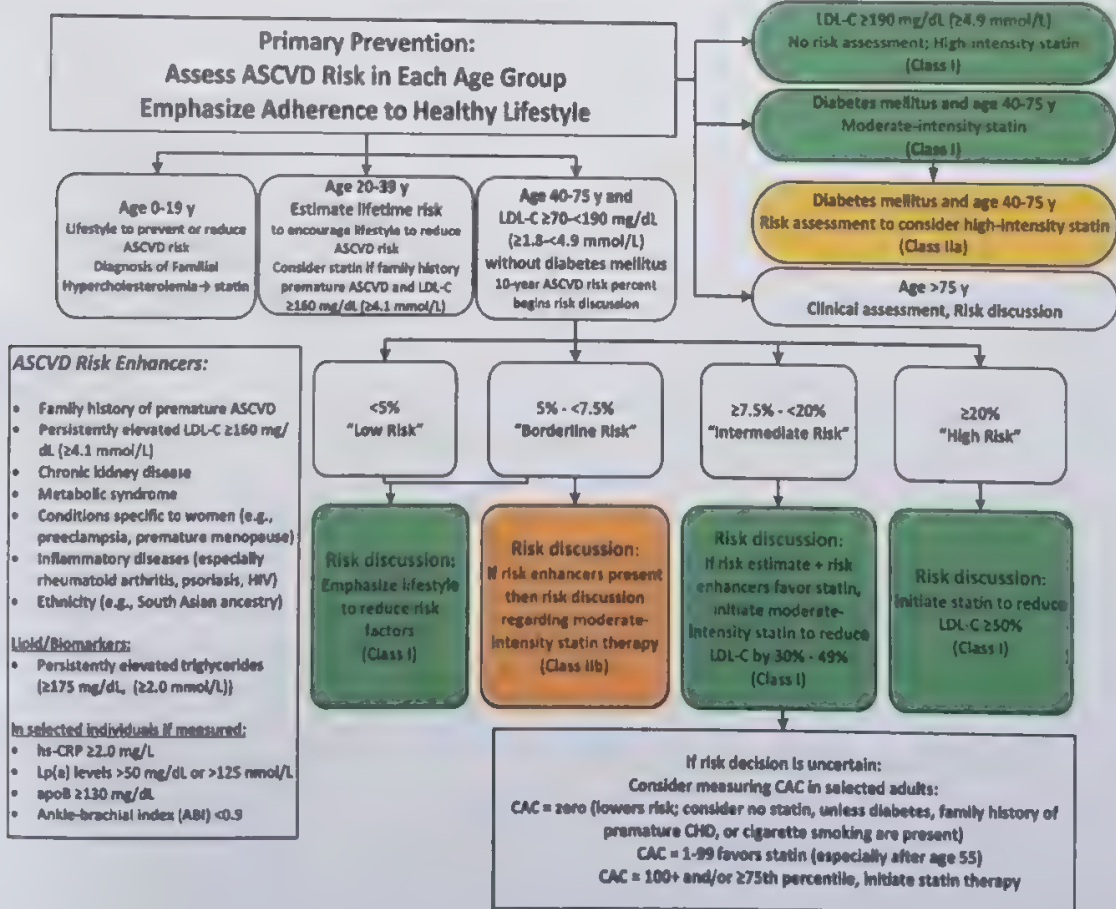 Primary Prevention:
Assess ASCVD Risk in Each Age Group
Emphasize Adherence to Healthy Lifestyle
LDL-C ≥190 mg/dL (≥4.9 mmol/L)
No risk assessment; High-intensity statin
(Class I)
Diabetes mellitus and age 40-75 y
Moderate-intensity statin
(Class I)
Diabetes mellitus and age 40-75 y
Risk assessment to consider high-intensity statin
(Class IIa)
Age >75 y
Clinical assessment, Risk discussion
Age 0-19 y
Lifestyle to prevent or reduce
ASCVD risk
Diagnosis of Familial
Hypercholesterolemia→ statin
Age 20-39 y
Estimate lifetime risk
to encourage lifestyle to reduce
ASCVD risk
Consider statin if family history
premature ASCVD and LDL-C
≥160 mg/dL (≥4.1 mmol/L)
Age 40-75 y and
LDL-C ≥70-<190 mg/dL
(≥1.8-<4.9 mmol/L)
without diabetes mellitus
10-year ASCVD risk percent
begins risk discussion
ASCVD Risk Enhancers:
• Family history of premature ASCVD
• Persistently elevated LDL-C ≥160 mg/
dL (≥4.1 mmol/L)
• Chronic kidney disease
• Metabolic syndrome
• Conditions specific to women (e.g.,
preeclampsia, premature menopause)
• Inflammatory diseases (especially
rheumatoid arthritis, psoriasis, HIV)
• Ethnicity (e.g., South Asian ancestry)
Lipid/Biomarkers:
• Persistently elevated triglycerides
(≥175 mg/dL, (≥2.0 mmol/L))
In selected individuals if measured:
• hs-CRP ≥2.0 mg/L
• Lp(a) levels >50 mg/dL or >125 nmol/L
• apoB ≥130 mg/dL
• Ankle-brachial index (ABI) <0.9
<5%
"Low Risk"
5% - <7.5%
"Borderline Risk"
≥7.5% - <20%
"Intermediate Risk"
≥20%
"High Risk"
Risk discussion:
Emphasize lifestyle
to reduce risk
factors
(Class I)
Risk discussion:
If risk enhancers present
then risk discussion
regarding moderate-
intensity statin therapy
(Class IIb)
Risk discussion:
If risk estimate + risk
enhancers favor statin,
initiate moderate-
intensity statin to reduce
LDL-C by 30% - 49%
(Class I)
Risk discussion:
Initiate statin to reduce
LDL-C ≥50%
(Class I)
If risk decision is uncertain:
Consider measuring CAC in selected adults:
CAC = zero (lowers risk; consider no statin, unless diabetes, family history of
premature CHD, or cigarette smoking are present)
CAC = 1-99 favors statin (especially after age 55)
CAC = 100+ and/or ≥75th percentile, initiate statin therapy